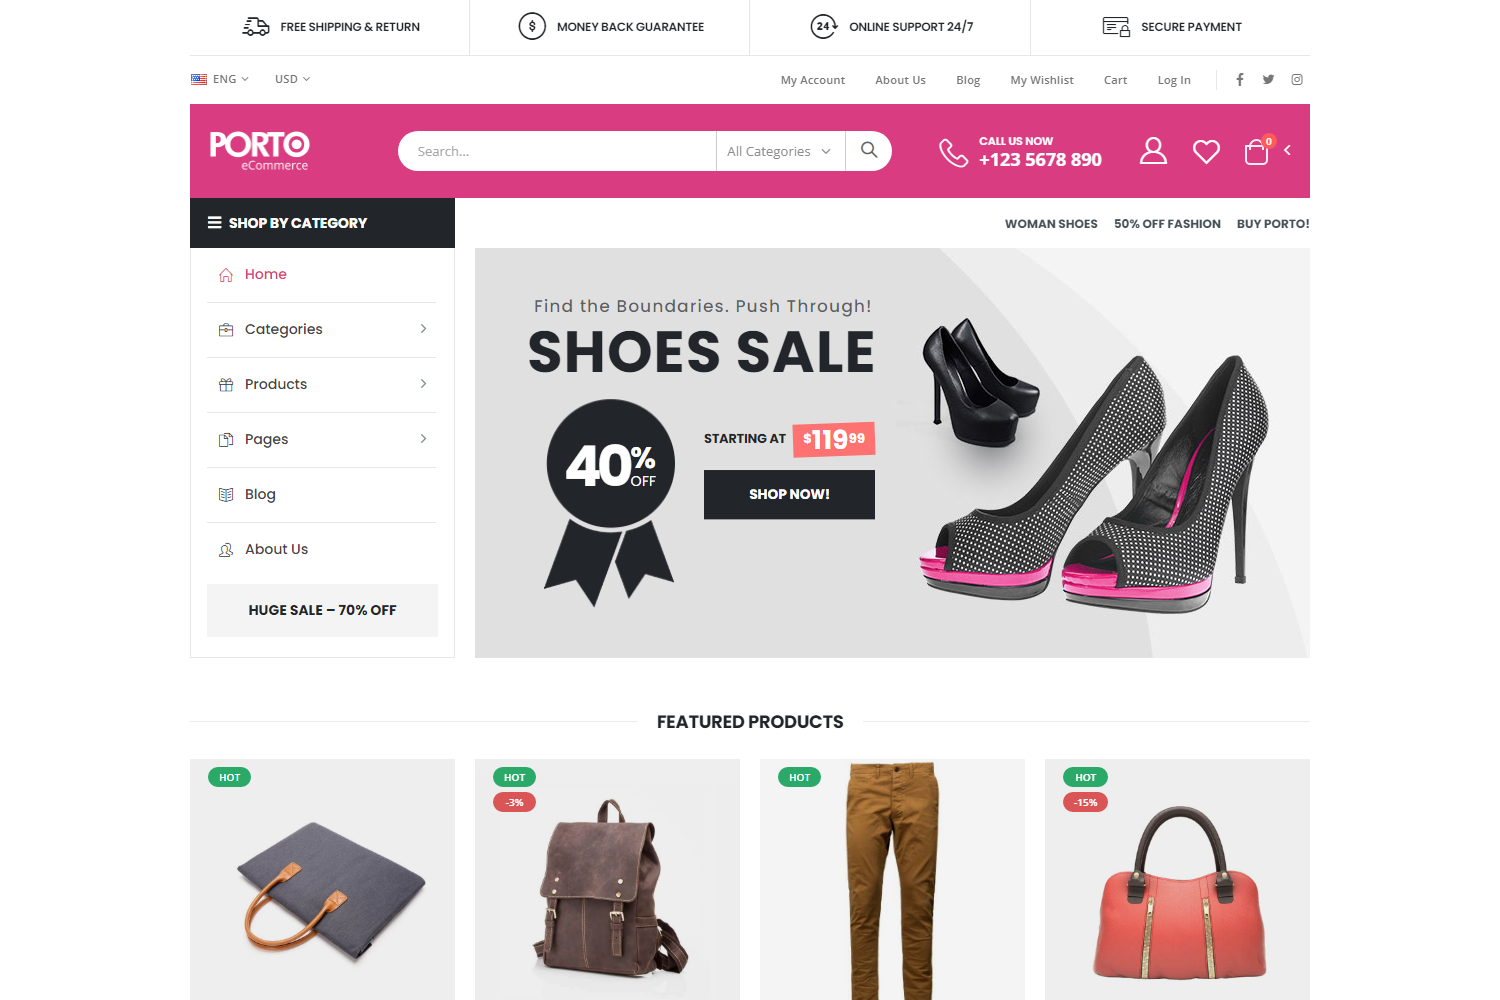 FREE SHIPPING & RETURN
$
MONEY BACK GUARANTEE
24
ONLINE SUPPORT 24/7
SECURE PAYMENT
ENG
USD
My Account
About Us
Blog
My Wishlist
Cart
Log In
PORTO
eCommerce
Search...
All Categories
CALL US NOW
+123 5678 890
0
SHOP BY CATEGORY
WOMAN SHOES
50% OFF FASHION
BUY PORTO!
Home
Categories
Products
Pages
Blog
About Us
HUGE SALE – 70% OFF
Find the Boundaries. Push Through!
SHOES SALE
40%
OFF
STARTING AT
$11999
SHOP NOW!
FEATURED PRODUCTS
HOT
HOT
-3%
HOT
HOT
-15%